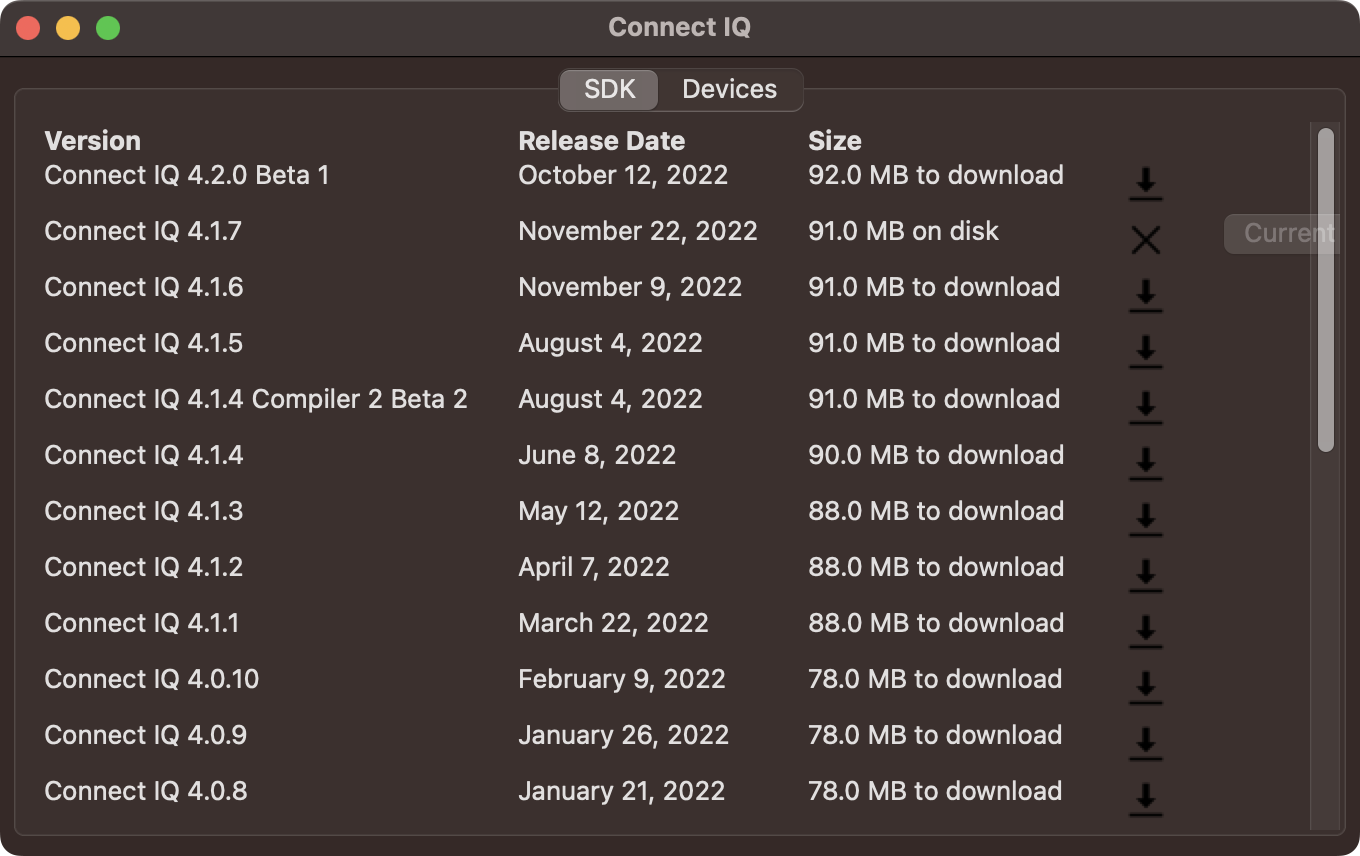 Connect IQ
SDK Devices
Version Release Date Size
Connect IQ 4.2.0 Beta 1 October 12, 2022 92.0 MB to download
Connect IQ 4.1.7 November 22, 2022 91.0 MB on disk Current
Connect IQ 4.1.6 November 9, 2022 91.0 MB to download
Connect IQ 4.1.5 August 4, 2022 91.0 MB to download
Connect IQ 4.1.4 Compiler 2 Beta 2 August 4, 2022 91.0 MB to download
Connect IQ 4.1.4 June 8, 2022 90.0 MB to download
Connect IQ 4.1.3 May 12, 2022 88.0 MB to download
Connect IQ 4.1.2 April 7, 2022 88.0 MB to download
Connect IQ 4.1.1 March 22, 2022 88.0 MB to download
Connect IQ 4.0.10 February 9, 2022 78.0 MB to download
Connect IQ 4.0.9 January 26, 2022 78.0 MB to download
Connect IQ 4.0.8 January 21, 2022 78.0 MB to download